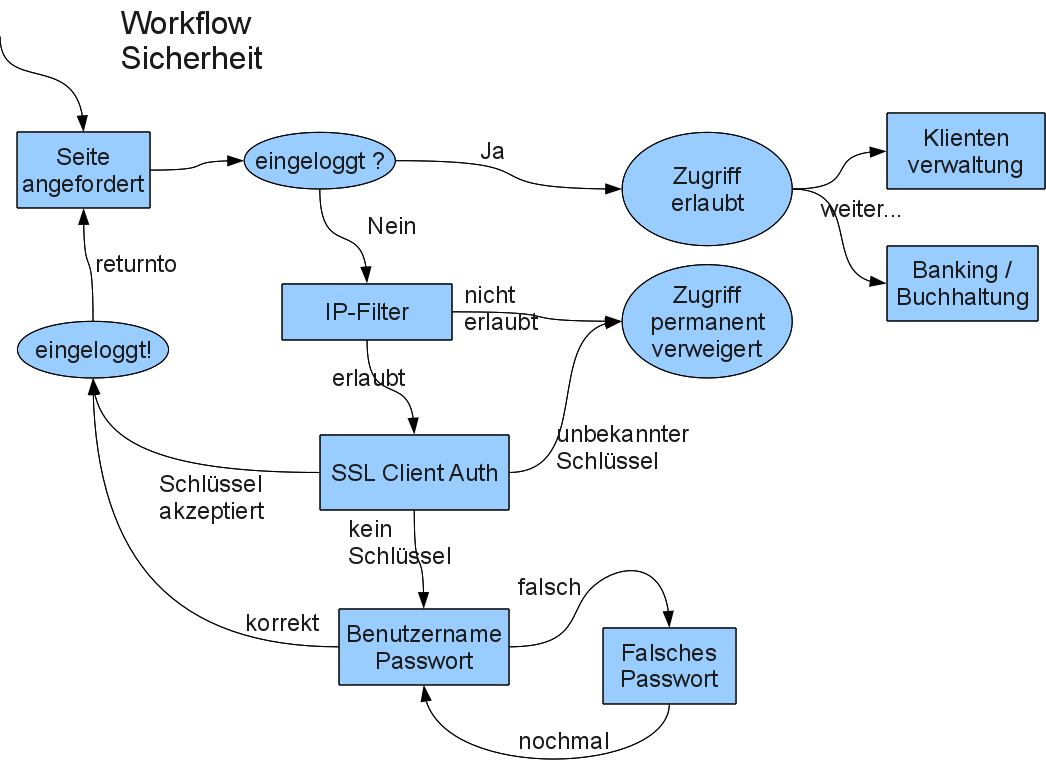 Workflow
Sicherheit
Seite
angefordert
eingeloggt ?
Ja
Zugriff
erlaubt
Klienten
verwaltung
weiter...
Banking /
Buchhaltung
Nein
returnto
IP-Filter
nicht
erlaubt
Zugriff
permanent
verweigert
eingeloggt!
erlaubt
unbekannter
Schlüssel
SSL Client Auth
Schlüssel
akzeptiert
kein
Schlüssel
falsch
korrekt
Benutzername
Passwort
Falsches
Passwort
nochmal